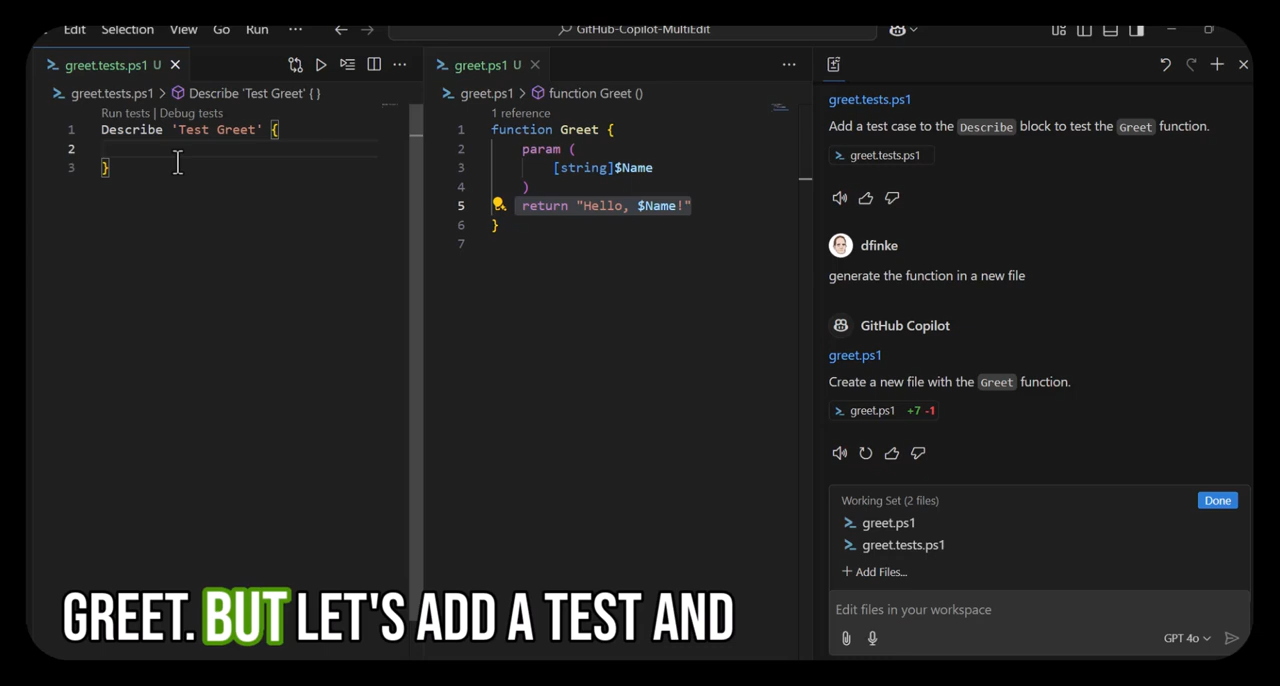 Edit Selection View Go Run ... GitHub-Copilot-MultiEdit
greet.tests.ps1 U
greet.tests.ps1 > Describe 'Test Greet' { }
Run tests | Debug tests
1 Describe 'Test Greet' {
2
3 }
greet.ps1 U
greet.ps1 > function Greet ()
1 reference
1 function Greet {
2 param (
3 [string]$Name
4 )
5 return "Hello, $Name!"
6 }
7
greet.tests.ps1
Add a test case to the Describe block to test the Greet function.
greet.tests.ps1
dfinke
generate the function in a new file
GitHub Copilot
greet.ps1
Create a new file with the Greet function.
greet.ps1 +7 -1
Working Set (2 files) Done
greet.ps1
greet.tests.ps1
+ Add Files...
Edit files in your workspace
GPT 4o
GREET. BUT LET'S ADD A TEST AND